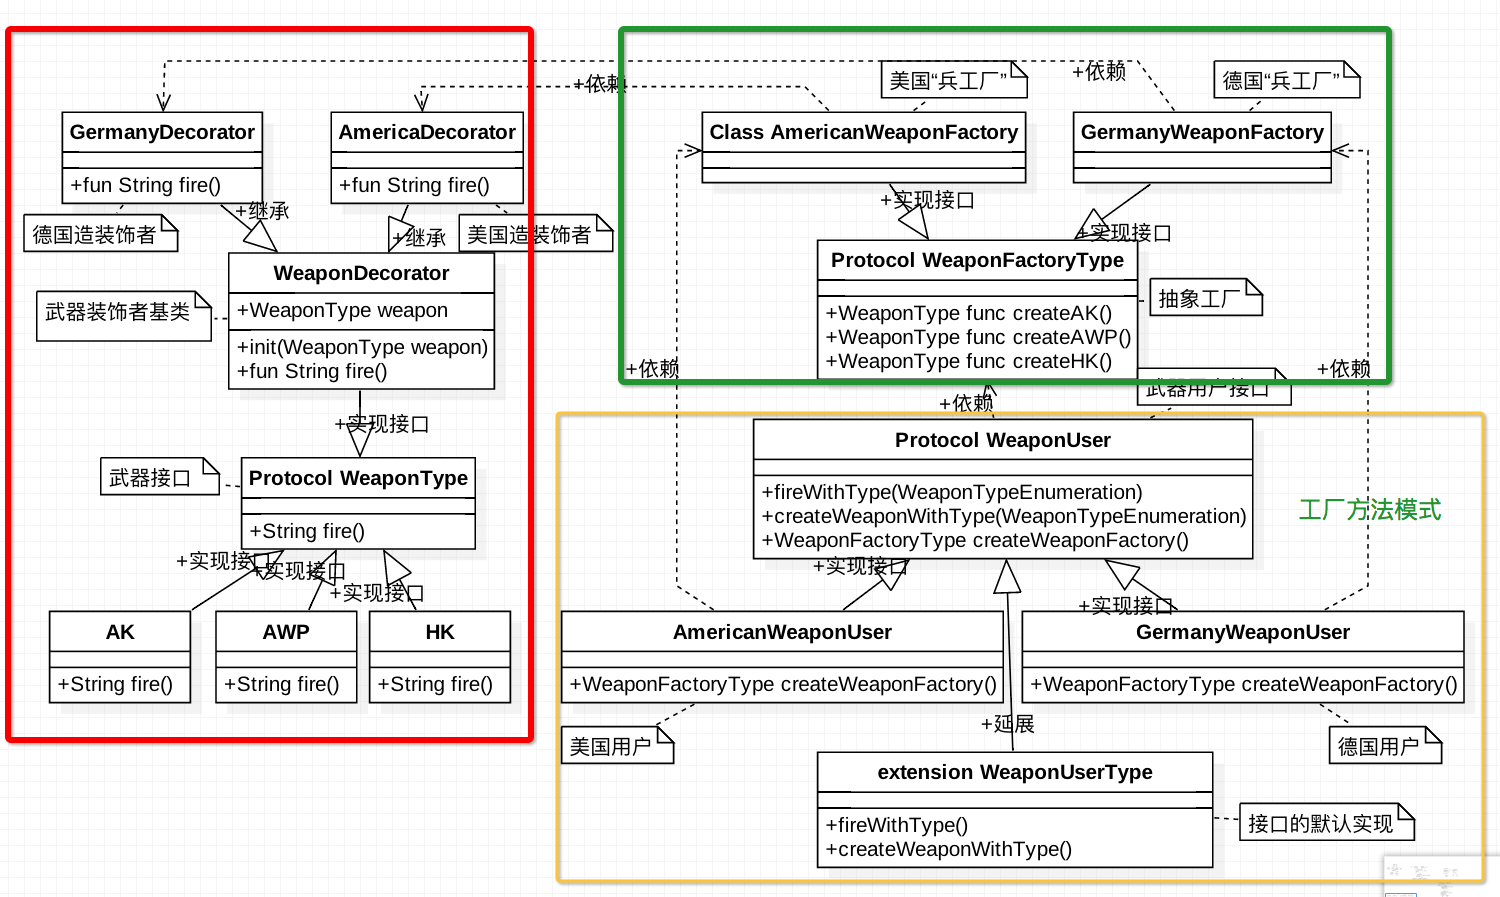 +依赖
+依赖
美国“兵工厂”
德国“兵工厂”
GermanyDecorator
+fun String fire()
AmericaDecorator
+fun String fire()
Class AmericanWeaponFactory
GermanyWeaponFactory
+继承
+继承
德国造装饰者
美国造装饰者
+实现接口
+实现接口
WeaponDecorator
+WeaponType weapon
+init(WeaponType weapon)
+fun String fire()
武器装饰者基类
Protocol WeaponFactoryType
+WeaponType func createAK()
+WeaponType func createAWP()
+WeaponType func createHK()
抽象工厂
+依赖
+依赖
武器用户接口
+依赖
+实现接口
Protocol WeaponType
+String fire()
武器接口
Protocol WeaponUser
+fireWithType(WeaponTypeEnumeration)
+createWeaponWithType(WeaponTypeEnumeration)
+WeaponFactoryType createWeaponFactory()
工厂方法模式
+实现接口
+实现接口
+实现接口
+实现接口
+实现接口
AK
+String fire()
AWP
+String fire()
HK
+String fire()
AmericanWeaponUser
+WeaponFactoryType createWeaponFactory()
GermanyWeaponUser
+WeaponFactoryType createWeaponFactory()
美国用户
+延展
德国用户
extension WeaponUserType
+fireWithType()
+createWeaponWithType()
接口的默认实现